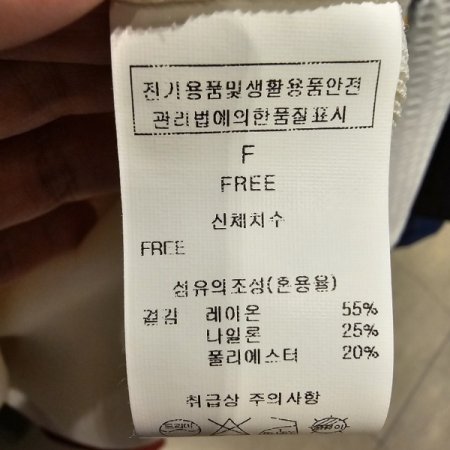 전기용품및생활용품안전
관리법에의한품질표시
F
FREE
신체치수
FREE
섬유의조성(혼용율)
겉감 레이온 55%
나일론 25%
폴리에스터 20%
취급상 주의사항
드라이